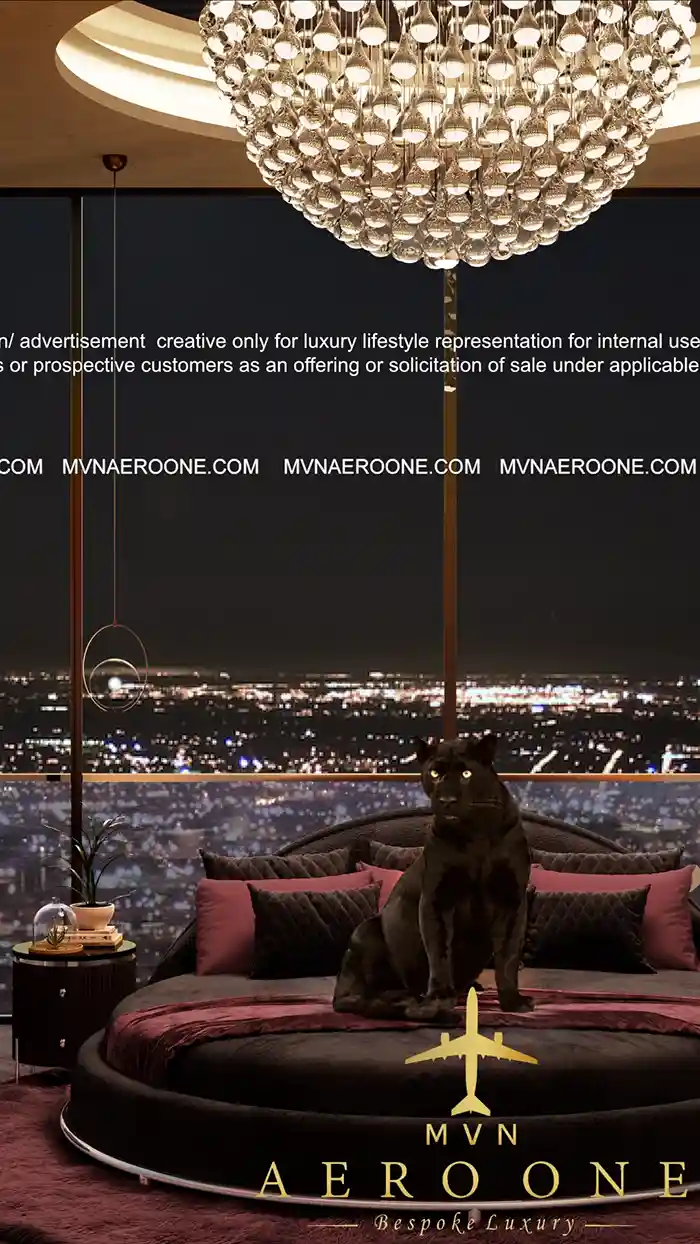 n/ advertisement creative only for luxury lifestyle representation for internal use
s or prospective customers as an offering or solicitation of sale under applicable
.COM MVNAEROONE.COM MVNAEROONE.COM MVNAEROONE.COM
MVN
AERO ONE
Bespoke Luxury